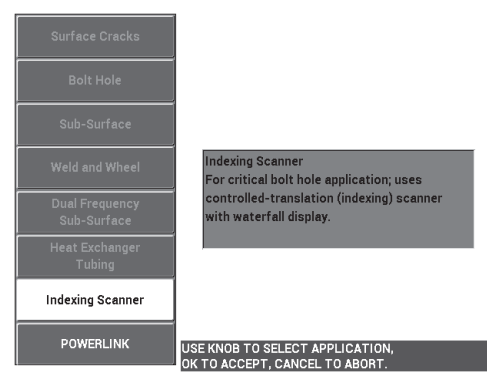 Surface Cracks
Bolt Hole
Sub-Surface
Weld and Wheel
Dual Frequency
Sub-Surface
Heat Exchanger
Tubing
Indexing Scanner
POWERLINK
Indexing Scanner
For critical bolt hole application; uses
controlled-translation (indexing) scanner
with waterfall display.
USE KNOB TO SELECT APPLICATION,
OK TO ACCEPT, CANCEL TO ABORT.